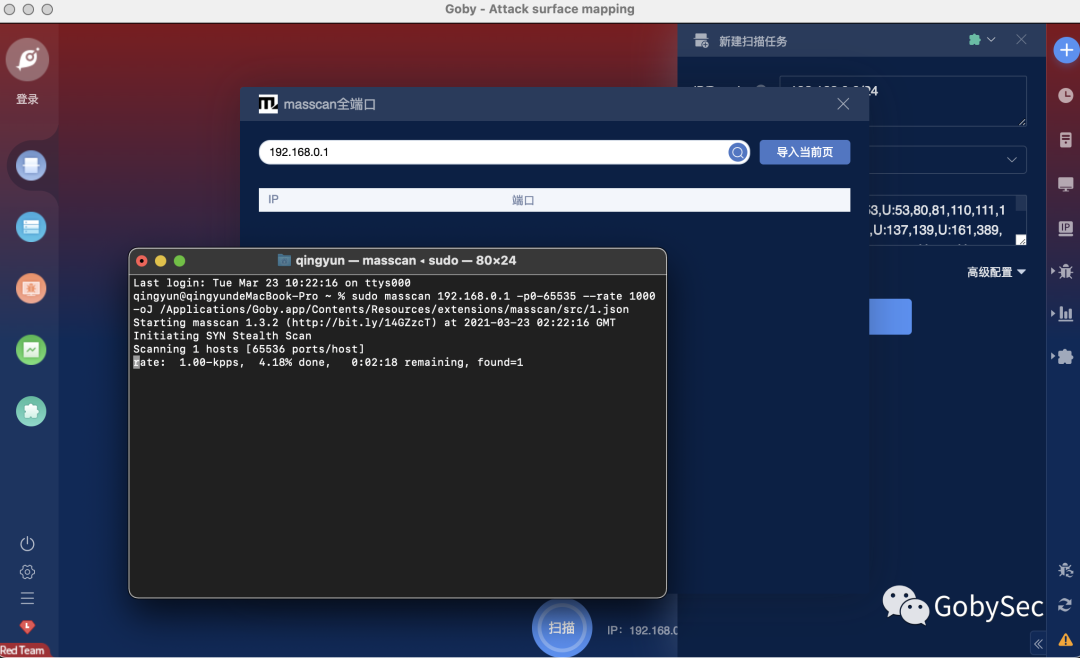 Goby - Attack surface mapping
登录
新建扫描任务
masscan全端口
192.168.0.1
导入当前页
IP
端口
53,U:53,80,81,110,111,1
,U:137,139,U:161,389,
高级配置
qingyun — masscan ◂ sudo — 80×24
Last login: Tue Mar 23 10:22:16 on ttys000
qingyun@qingyundeMacBook-Pro ~ % sudo masscan 192.168.0.1 -p0-65535 --rate 1000
-oJ /Applications/Goby.app/Contents/Resources/extensions/masscan/src/1.json
Starting masscan 1.3.2 (http://bit.ly/14GZzcT) at 2021-03-23 02:22:16 GMT
Initiating SYN Stealth Scan
Scanning 1 hosts [65536 ports/host]
rate:  1.00-kpps,  4.18% done,   0:02:18 remaining, found=1
扫描
IP: 192.168.0
GobySec
Red Team
IP